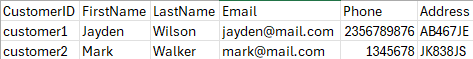 CustomerID FirstName LastName Email Phone Address
customer1 Jayden Wilson jayden@mail.com 2356789876 AB467JE
customer2 Mark Walker mark@mail.com 1345678 JK838JS